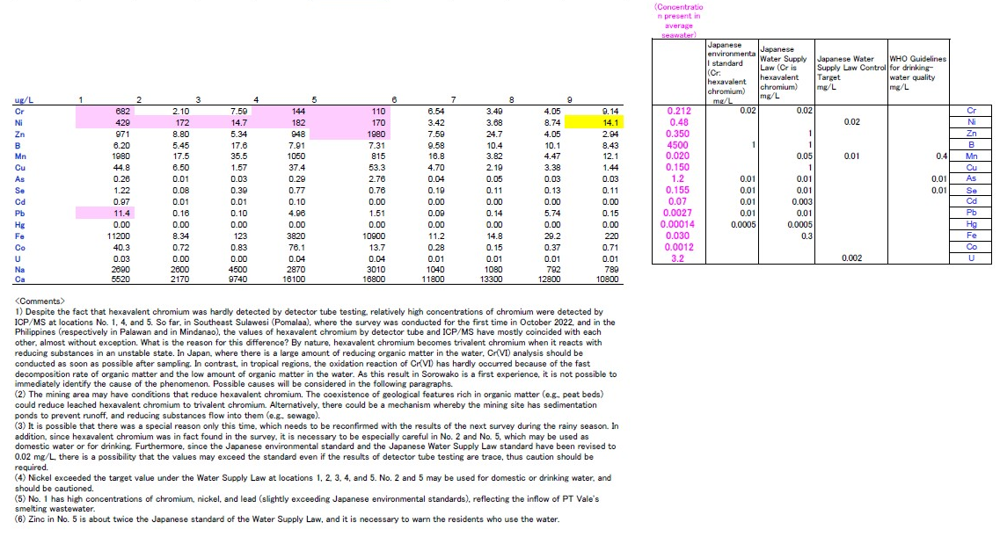 (Concentratio
n present in
average
seawater)
Japanese
environmenta
l standard
(Cr:
hexavalent
chromium)
mg/L
Japanese
Water Supply
Law (Cr is
hexavalent
chromium)
mg/L
Japanese Water
Supply Law Control
Target
mg/L
WHO Guidelines
for drinking-
water quality
mg/L
ug/L 1 2 3 4 5 6 7 8 9
Cr 682 2.10 7.59 144 110 6.54 3.49 4.05 9.14 0.212 0.02 0.02 Cr
Ni 429 172 14.7 182 170 3.42 3.68 8.74 14.1 0.48 0.02 Ni
Zn 971 8.80 5.34 948 1980 7.59 24.7 4.05 2.94 0.350 1 Zn
B 6.20 5.45 17.6 7.91 7.31 9.58 10.4 10.1 8.43 4500 1 1 B
Mn 1980 17.5 35.5 1050 815 16.8 3.82 4.47 12.1 0.020 0.05 0.01 0.4 Mn
Cu 44.8 6.50 1.57 37.4 53.3 4.70 2.19 3.38 1.44 0.150 1 Cu
As 0.26 0.01 0.03 0.29 2.76 0.04 0.05 0.03 0.03 1.2 0.01 0.01 0.01 As
Se 1.22 0.08 0.39 0.77 0.76 0.19 0.11 0.13 0.11 0.155 0.01 0.01 0.01 Se
Cd 0.97 0.01 0.01 0.10 0.00 0.00 0.00 0.00 0.00 0.07 0.01 0.003 Cd
Pb 11.4 0.16 0.10 4.96 1.51 0.09 0.14 5.74 0.15 0.0027 0.01 0.01 Pb
Hg 0.00 0.00 0.00 0.00 0.00 0.00 0.00 0.00 0.00 0.00014 0.0005 0.0005 Hg
Fe 11200 8.34 123 3820 10900 11.2 14.8 29.2 220 0.030 0.3 Fe
Co 40.3 0.72 0.83 76.1 13.7 0.28 0.15 0.37 0.71 0.0012 Co
U 0.03 0.00 0.00 0.04 0.04 0.01 0.01 0.01 0.01 3.2 0.002 U
Na 2690 2600 4500 2870 3010 1040 1080 792 789
Ca 5520 2170 9740 16100 16800 11800 13300 12800 10800
<Comments>
1) Despite the fact that hexavalent chromium was hardly detected by detector tube testing, relatively high concentrations of chromium were detected by
ICP/MS at locations No. 1, 4, and 5. So far, in Southeast Sulawesi (Pomalaa), where the survey was conducted for the first time in October 2022, and in the
Philippines (respectively in Palawan and in Mindanao), the values of hexavalent chromium by detector tube and ICP/MS have mostly coincided with each
other, almost without exception. What is the reason for this difference? By nature, hexavalent chromium becomes trivalent chromium when it reacts with
reducing substances in an unstable state. In Japan, where there is a large amount of reducing organic matter in the water, Cr(VI) analysis should be
conducted as soon as possible after sampling. In contrast, in tropical regions, the oxidation reaction of Cr(VI) has hardly occurred because of the fast
decomposition rate of organic matter and the low amount of organic matter in the water. As this result in Sorowako is a first experience, it is not possible to
immediately identify the cause of the phenomenon. Possible causes will be considered in the following paragraphs.
(2) The mining area may have conditions that reduce hexavalent chromium. The coexistence of geological features rich in organic matter (e.g., peat beds)
could reduce leached hexavalent chromium to trivalent chromium. Alternatively, there could be a mechanism whereby the mining site has sedimentation
ponds to prevent runoff, and reducing substances flow into them (e.g., sewage).
(3) It is possible that there was a special reason only this time, which needs to be reconfirmed with the results of the next survey during the rainy season. In
addition, since hexavalent chromium was in fact found in the survey, it is necessary to be especially careful in No. 2 and No. 5, which may be used as
domestic water or for drinking. Furthermore, since the Japanese environmental standard and the Japanese Water Supply Law standard have been revised to
0.02 mg/L, there is a possibility that the values may exceed the standard even if the results of detector tube testing are trace, thus caution should be
required.
(4) Nickel exceeded the target value under the Water Supply Law at locations 1, 2, 3, 4, and 5. No. 2 and 5 may be used for domestic or drinking water, and
should be cautioned.
(5) No. 1 has high concentrations of chromium, nickel, and lead (slightly exceeding Japanese environmental standards), reflecting the inflow of PT Vale's
smelting wastewater.
(6) Zinc in No. 5 is about twice the Japanese standard of the Water Supply Law, and it is necessary to warn the residents who use the water.